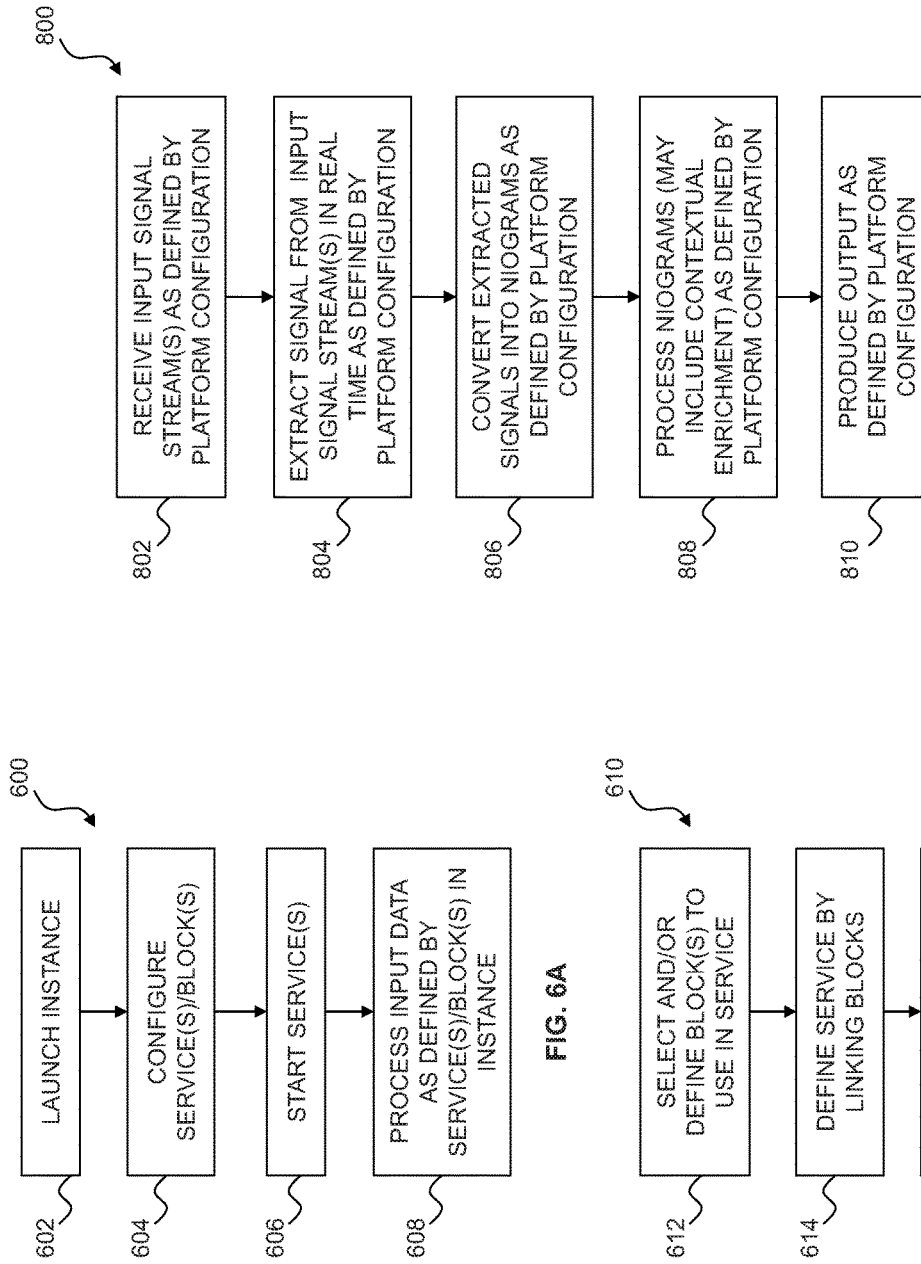 600
602
LAUNCH INSTANCE
604
CONFIGURE
SERVICE(S)/BLOCK(S)
606
START SERVICE(S)
608
PROCESS INPUT DATA
AS DEFINED BY
SERVICE(S)/BLOCK(S) IN
INSTANCE
FIG. 6A
610
612
SELECT AND/OR
DEFINE BLOCK(S) TO
USE IN SERVICE
614
DEFINE SERVICE BY
LINKING BLOCKS
800
802
RECEIVE INPUT SIGNAL
STREAM(S) AS DEFINED BY
PLATFORM CONFIGURATION
804
EXTRACT SIGNAL FROM INPUT
SIGNAL STREAM(S) IN REAL
TIME AS DEFINED BY
PLATFORM CONFIGURATION
806
CONVERT EXTRACTED
SIGNALS INTO NIOGRAMS AS
DEFINED BY PLATFORM
CONFIGURATION
808
PROCESS NIOGRAMS (MAY
INCLUDE CONTEXTUAL
ENRICHMENT) AS DEFINED BY
PLATFORM CONFIGURATION
810
PRODUCE OUTPUT AS
DEFINED BY PLATFORM
CONFIGURATION